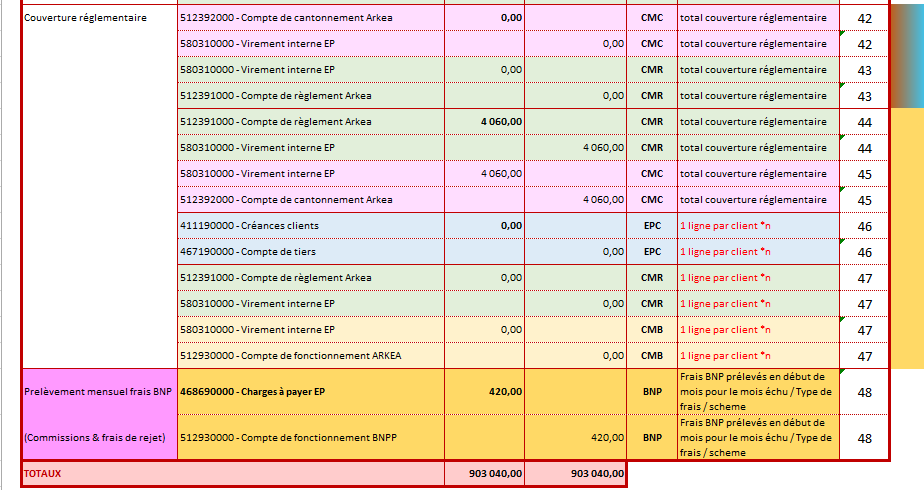 Couverture réglementaire 512392000 - Compte de cantonnement Arkea 0,00 CMC total couverture réglementaire 42
580310000 - Virement interne EP 0,00 CMC total couverture réglementaire 42
580310000 - Virement interne EP 0,00 CMR total couverture réglementaire 43
512391000 - Compte de règlement Arkea 0,00 CMR total couverture réglementaire 43
512391000 - Compte de règlement Arkea 4 060,00 CMR total couverture réglementaire 44
580310000 - Virement interne EP 4 060,00 CMR total couverture réglementaire 44
580310000 - Virement interne EP 4 060,00 CMC total couverture réglementaire 45
512392000 - Compte de cantonnement Arkea 4 060,00 CMC total couverture réglementaire 45
411190000 - Créances clients 0,00 EPC 1 ligne par client *n 46
467190000 - Compte de tiers 0,00 EPC 1 ligne par client *n 46
512391000 - Compte de règlement Arkea 0,00 CMR 1 ligne par client *n 47
580310000 - Virement interne EP 0,00 CMR 1 ligne par client *n 47
580310000 - Virement interne EP 0,00 CMB 1 ligne par client *n 47
512930000 - Compte de fonctionnement ARKEA 0,00 CMB 1 ligne par client *n 47
Prelèvement mensuel frais BNP 468690000 - Charges à payer EP 420,00 BNP Frais BNP prélevés en début de
mois pour le mois échu / Type de
frais / scheme 48
(Commissions & frais de rejet) 512930000 - Compte de fonctionnement BNPP 420,00 BNP Frais BNP prélevés en début de
mois pour le mois échu / Type de
frais / scheme 48
TOTAUX 903 040,00 903 040,00